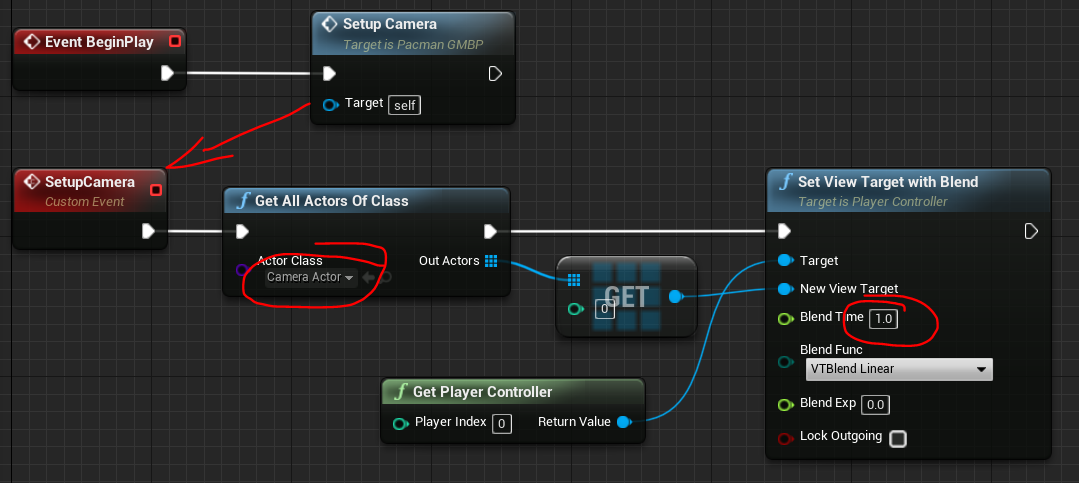 Event BeginPlay
Setup Camera
Target is Pacman GMBP
Target self
SetupCamera
Custom Event
f Get All Actors Of Class
Actor Class
Camera Actor
Out Actors
GET
0
f Get Player Controller
Player Index 0
Return Value
f Set View Target with Blend
Target is Player Controller
Target
New View Target
Blend Time 1.0
Blend Func
VTBlend Linear
Blend Exp 0.0
Lock Outgoing